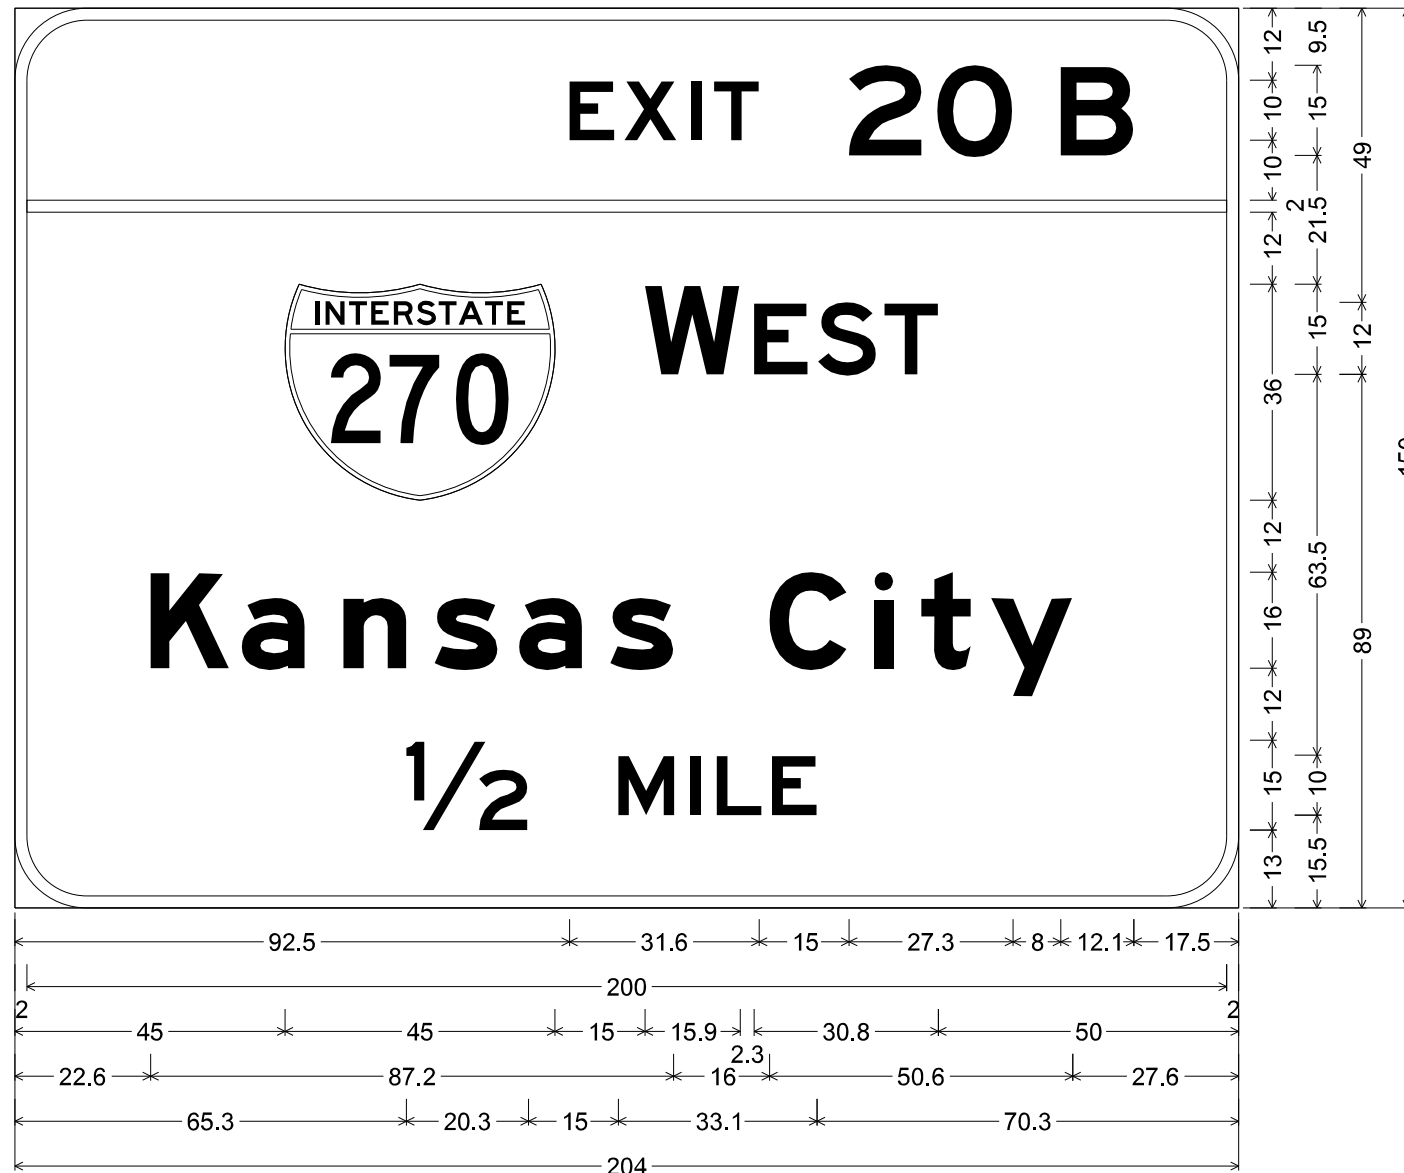 EXIT 20 B
INTERSTATE
270
WEST
Kansas City
1/2 MILE
12 10 10 2 12 36 12 16 12 15 13
9.5 15 21.5 15 63.5 10 15.5
49 12 89
92.5 31.6 15 27.3 8 12.1 17.5
2 200 2
45 45 15 15.9 2.3 30.8 50
22.6 87.2 16 50.6 27.6
65.3 20.3 15 33.1 70.3
204